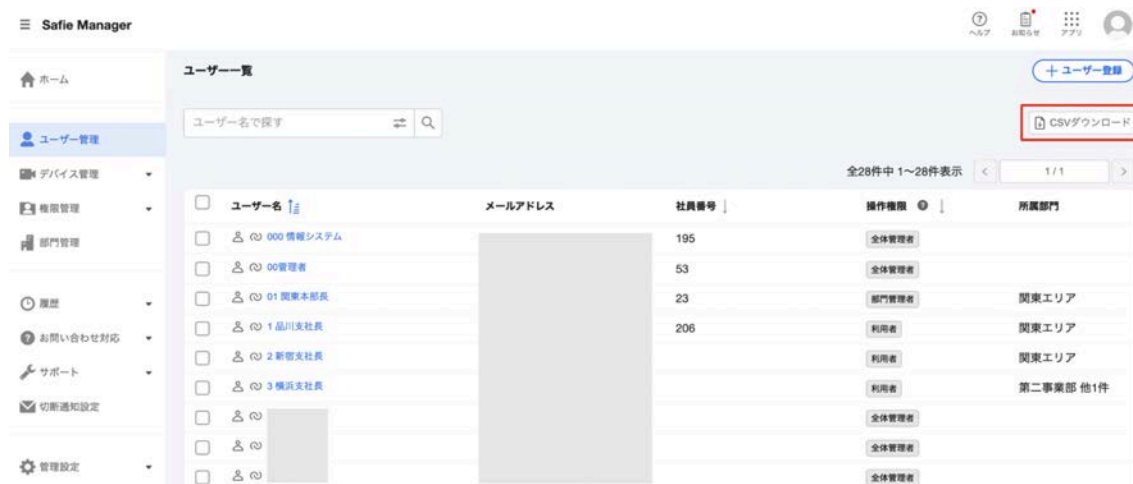 Safie Manager
ヘルプ
お知らせ
アプリ
ホーム
ユーザー管理
デバイス管理
権限管理
部門管理
履歴
お問い合わせ対応
サポート
切断通知設定
管理設定
ユーザー一覧
ユーザー登録
ユーザー名で探す
CSVダウンロード
全28件中 1〜28件表示
1 / 1
ユーザー名 メールアドレス 社員番号 操作権限 所属部門
000 情報システム 195 全体管理者
00管理者 53 全体管理者
01 関東本部長 23 部門管理者 関東エリア
1 品川支社長 206 利用者 関東エリア
2 新宿支社長 利用者 関東エリア
3 横浜支社長 利用者 第二事業部 他1件
全体管理者
全体管理者
全体管理者